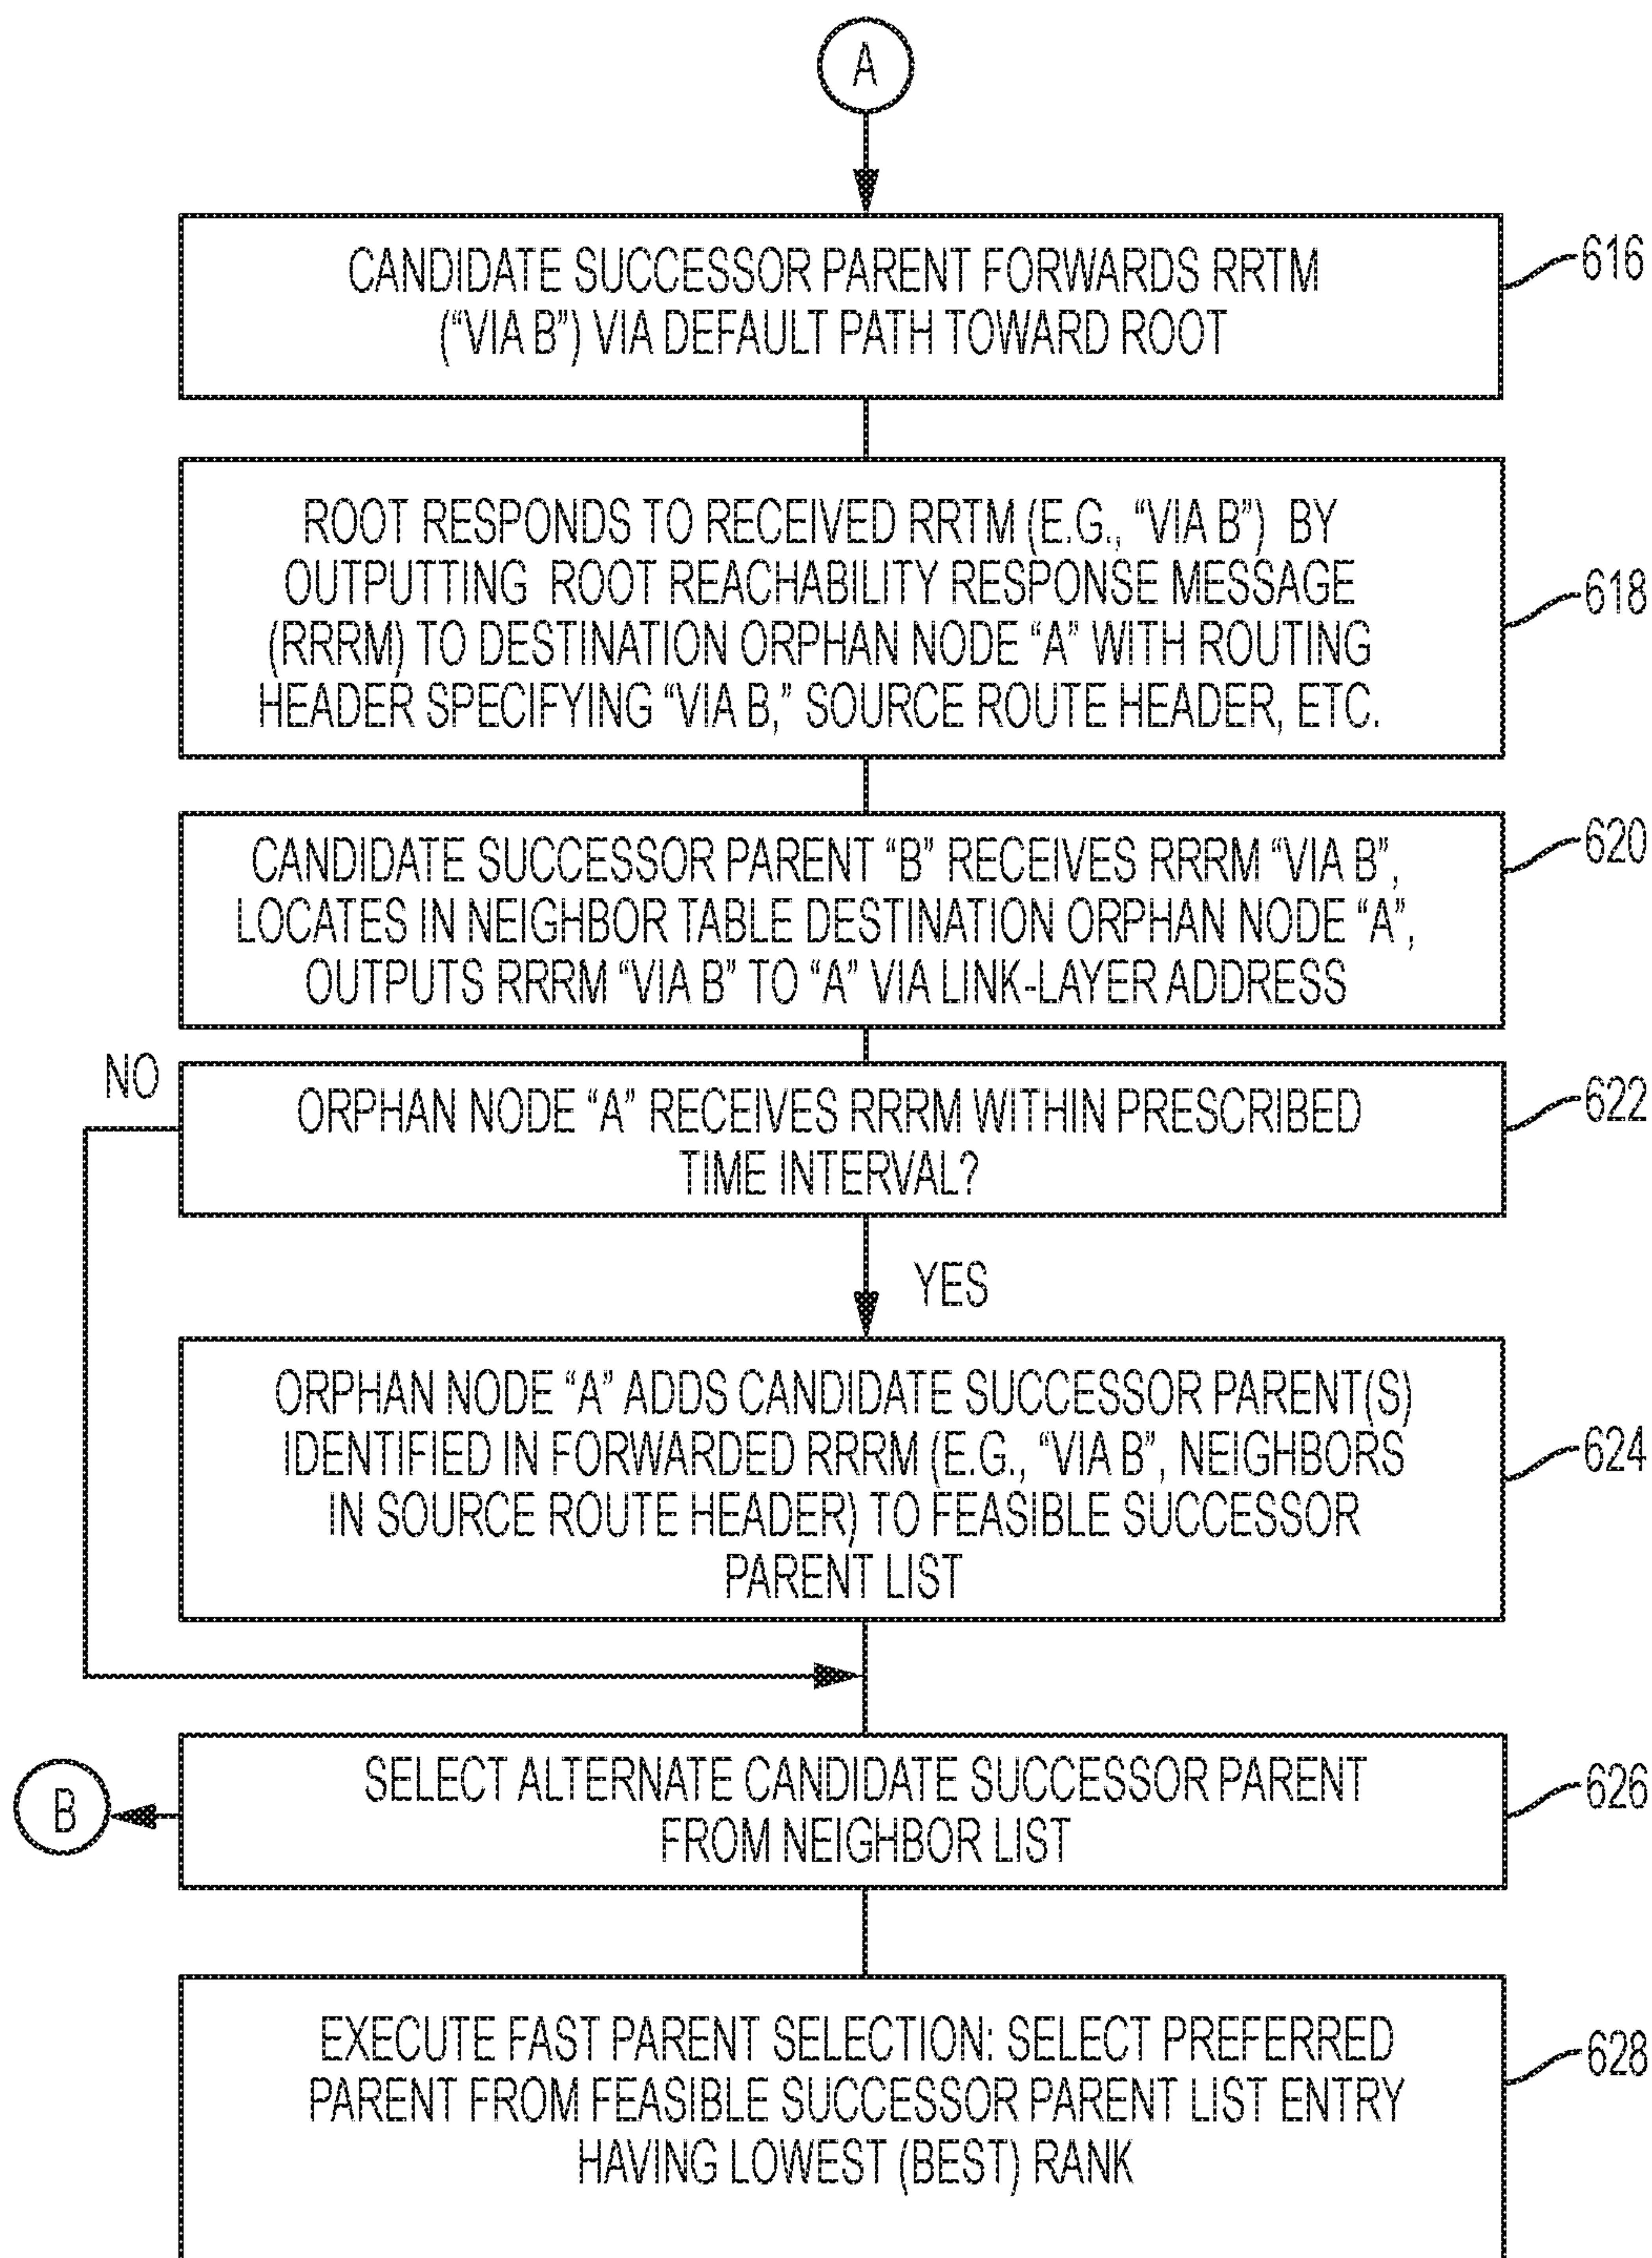 A
CANDIDATE SUCCESSOR PARENT FORWARDS RRTM
(“VIA B”) VIA DEFAULT PATH TOWARD ROOT
616
ROOT RESPONDS TO RECEIVED RRTM (E.G., “VIA B”) BY
OUTPUTTING ROOT REACHABILITY RESPONSE MESSAGE
(RRRM) TO DESTINATION ORPHAN NODE “A” WITH ROUTING
HEADER SPECIFYING “VIA B,” SOURCE ROUTE HEADER, ETC.
618
CANDIDATE SUCCESSOR PARENT “B” RECEIVES RRRM “VIA B”,
LOCATES IN NEIGHBOR TABLE DESTINATION ORPHAN NODE “A”,
OUTPUTS RRRM “VIA B” TO “A” VIA LINK-LAYER ADDRESS
620
NO
ORPHAN NODE “A” RECEIVES RRRM WITHIN PRESCRIBED
TIME INTERVAL?
622
YES
ORPHAN NODE “A” ADDS CANDIDATE SUCCESSOR PARENT(S)
IDENTIFIED IN FORWARDED RRRM (E.G., “VIA B”, NEIGHBORS
IN SOURCE ROUTE HEADER) TO FEASIBLE SUCCESSOR
PARENT LIST
624
B
SELECT ALTERNATE CANDIDATE SUCCESSOR PARENT
FROM NEIGHBOR LIST
626
EXECUTE FAST PARENT SELECTION: SELECT PREFERRED
PARENT FROM FEASIBLE SUCCESSOR PARENT LIST ENTRY
HAVING LOWEST (BEST) RANK
628